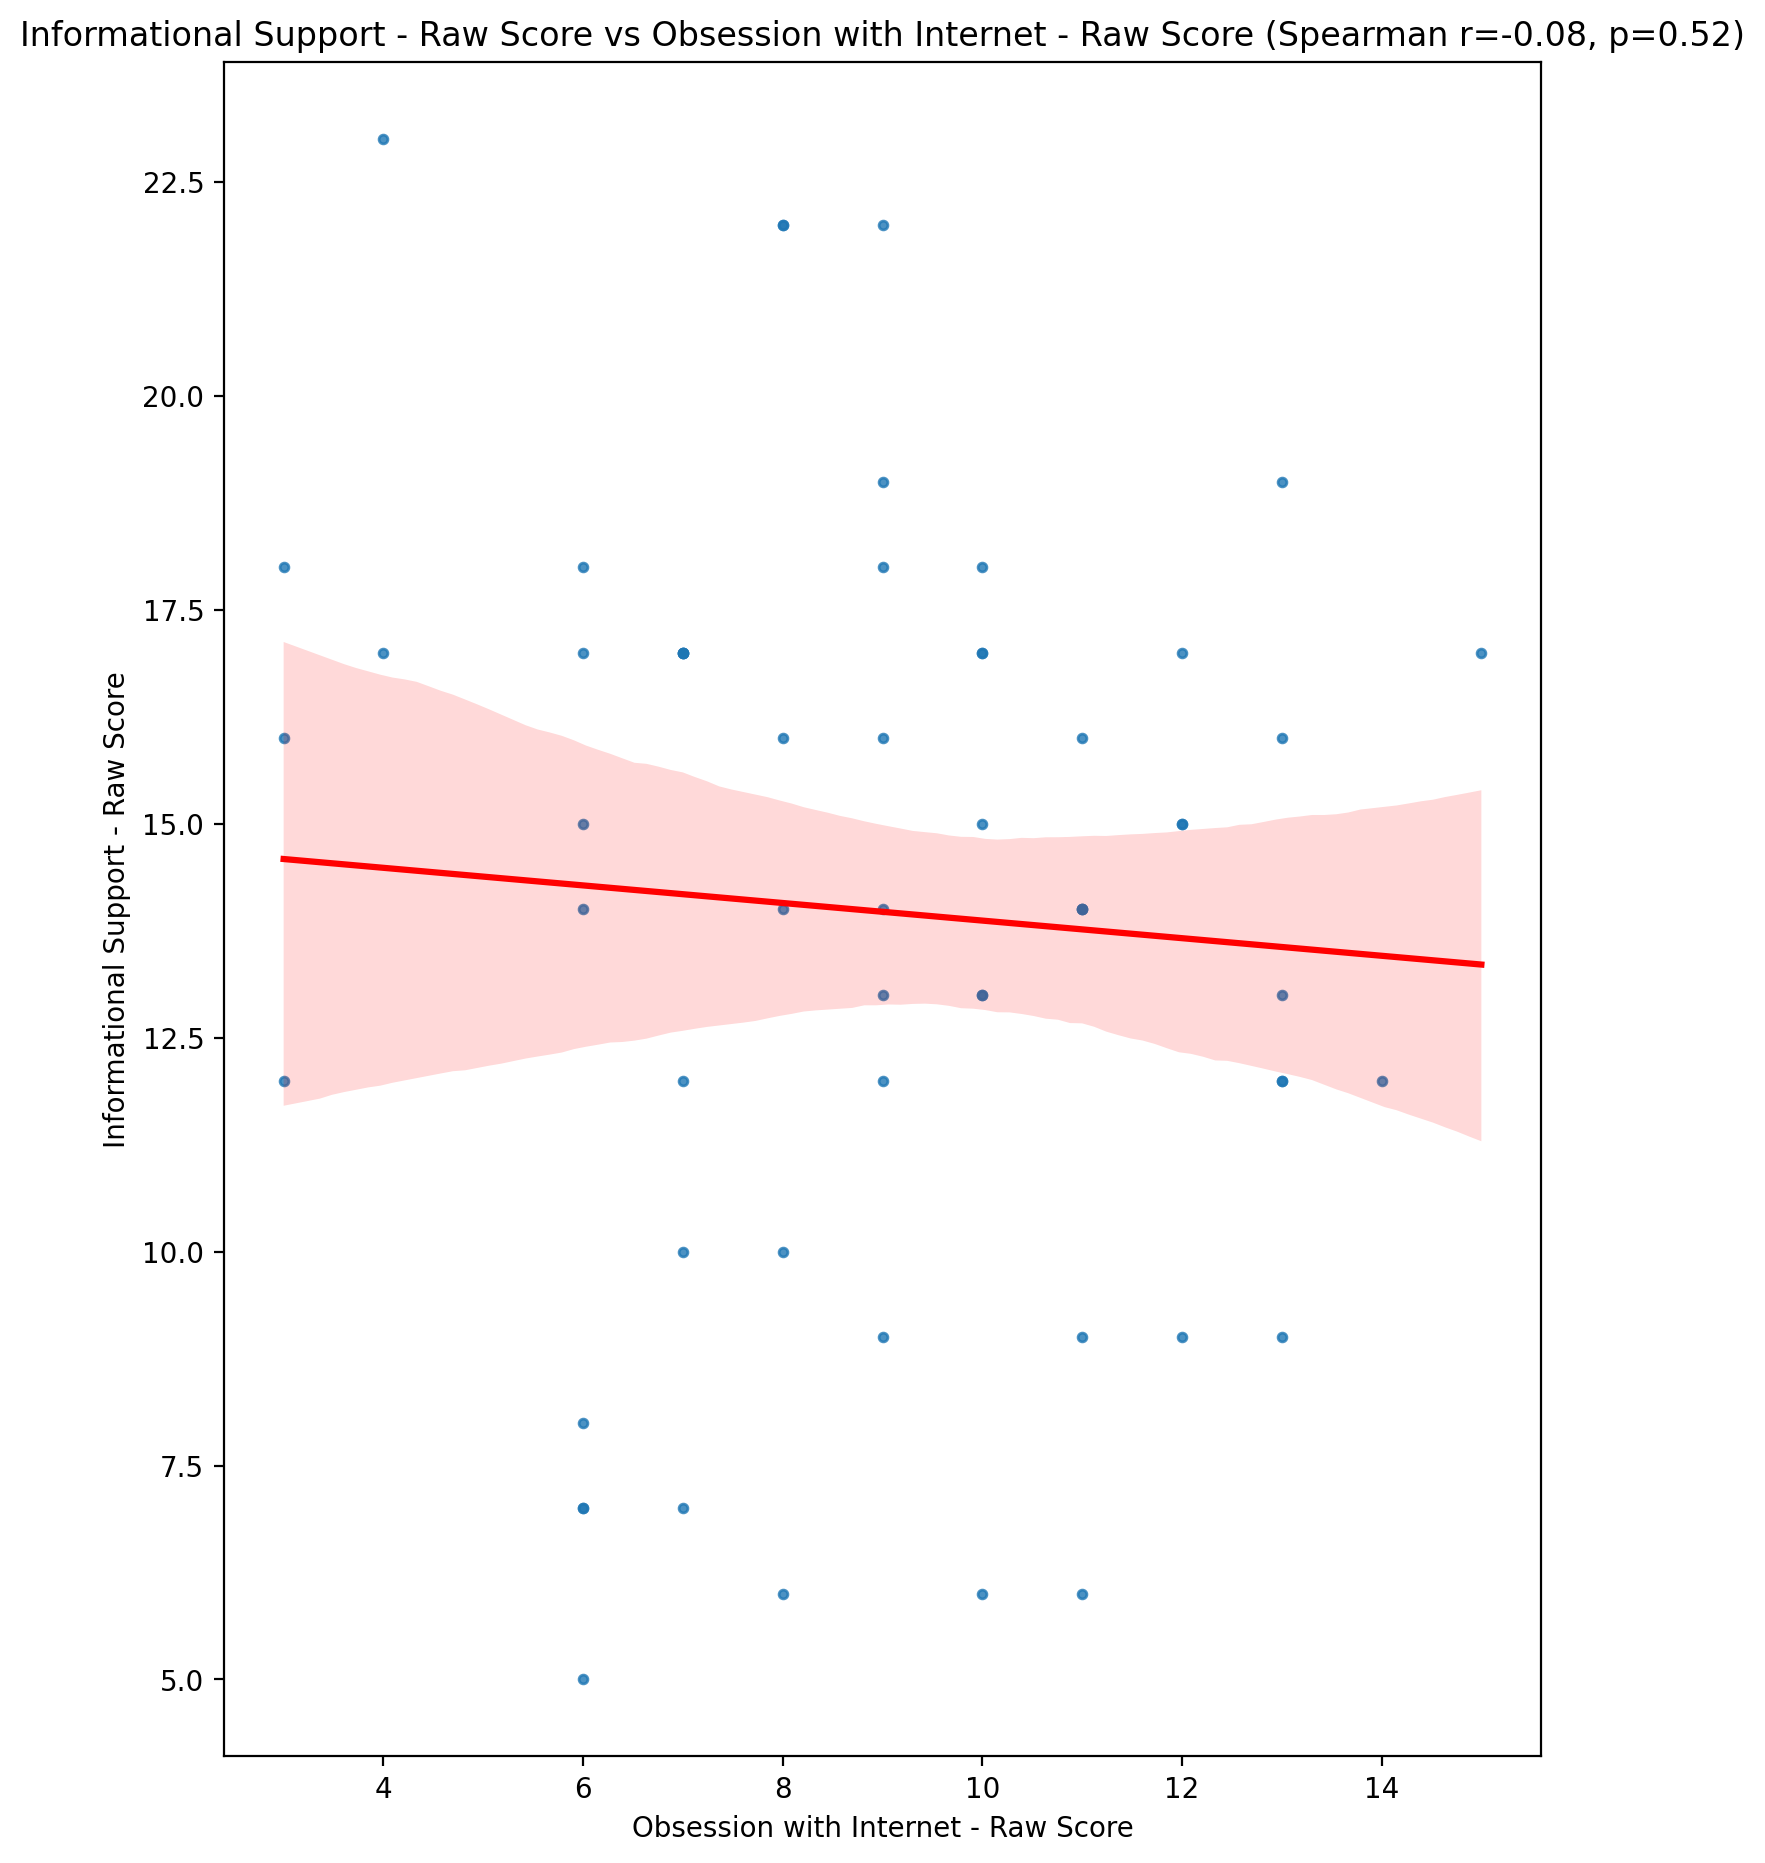 Informational Support - Raw Score vs Obsession with Internet - Raw Score (Spearman r=-0.08, p=0.52)
22.5
20.0
17.5
15.0
12.5
10.0
7.5
5.0
Informational Support - Raw Score
4 6 8 10 12 14
Obsession with Internet - Raw Score